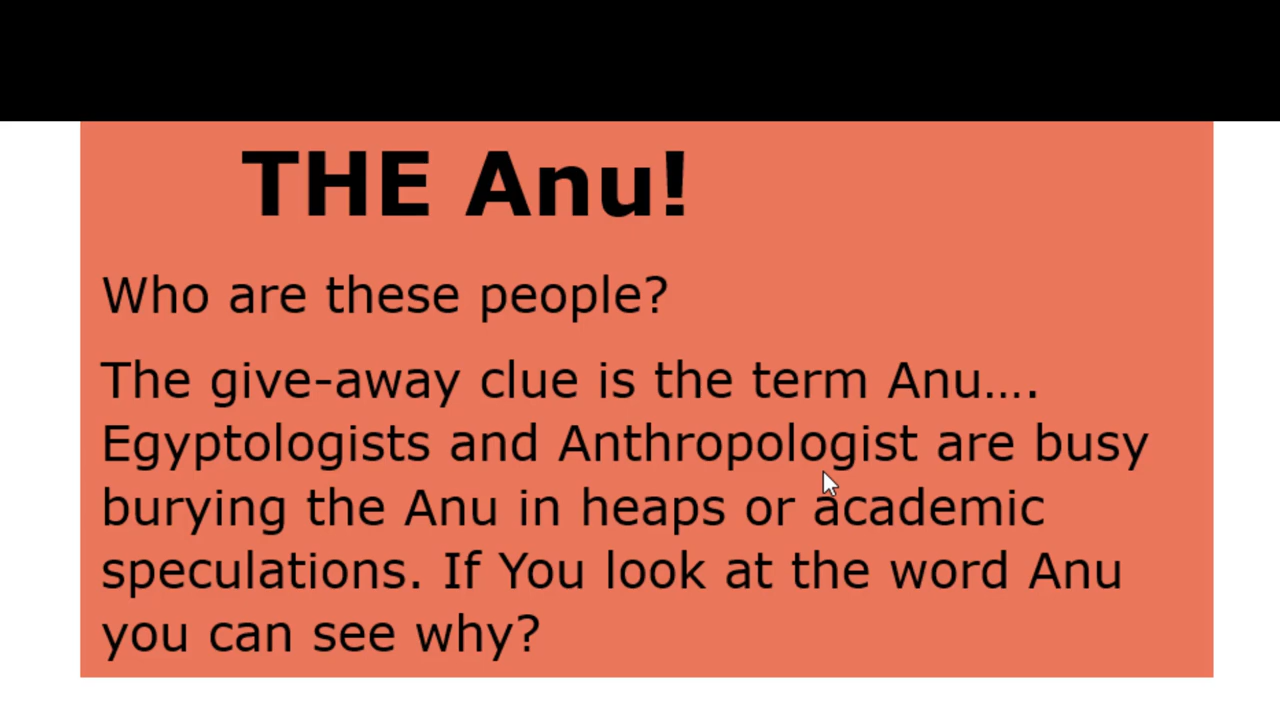 THE Anu!
Who are these people?
The give-away clue is the term Anu....
Egyptologists and Anthropologist are busy
burying the Anu in heaps or academic
speculations. If You look at the word Anu
you can see why?